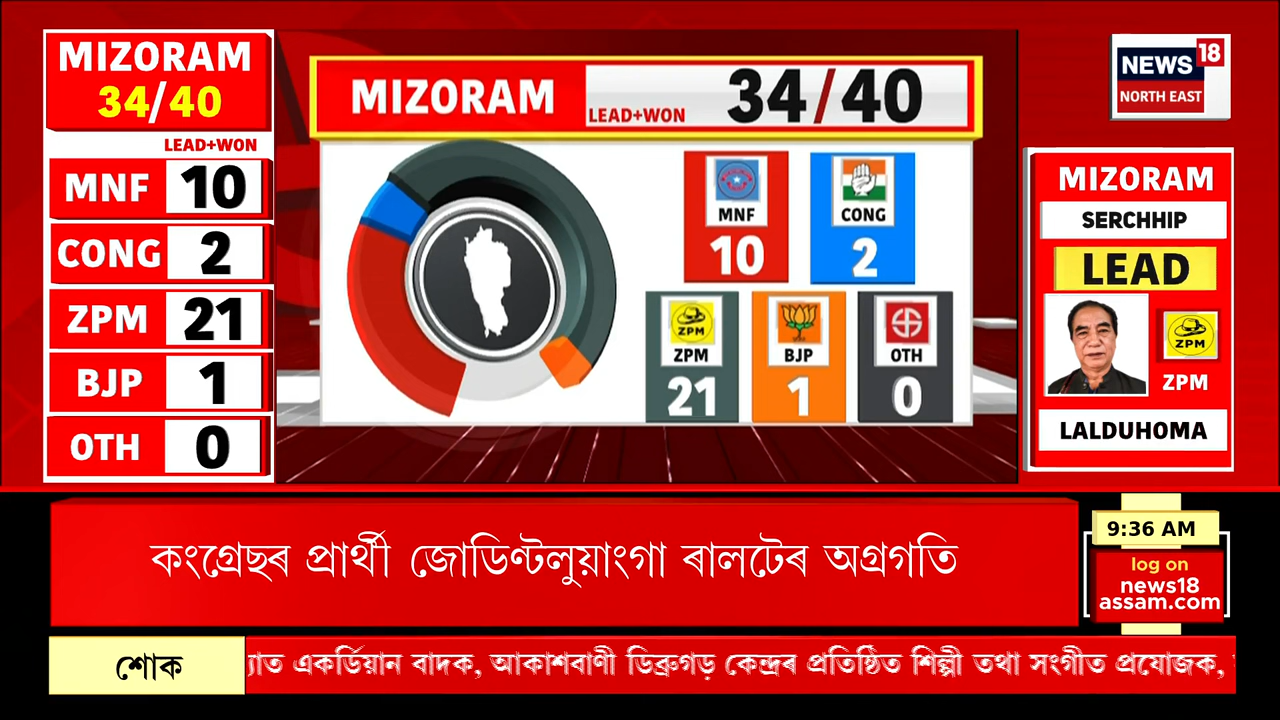 MIZORAM
34/40
LEAD+WON
MNF 10
CONG 2
ZPM 21
BJP 1
OTH 0
MIZORAM LEAD+WON 34/40
MNF
10
CONG
2
ZPM
ZPM
21
BJP
1
OTH
0
NEWS 18
NORTH EAST
MIZORAM
SERCHHIP
LEAD
ZPM
ZPM
LALDUHOMA
কংগ্ৰেছৰ প্ৰাৰ্থী জোডিণ্টলুয়াংগা ৰালটেৰ অগ্ৰগতি
9:36 AM
log on
news18
assam.com
শোক
একৰ্ডিয়ান বাদক, আকাশবাণী ডিব্ৰুগড় কেন্দ্ৰৰ প্ৰতিষ্ঠিত শিল্পী তথা সংগীত প্ৰযোজক,